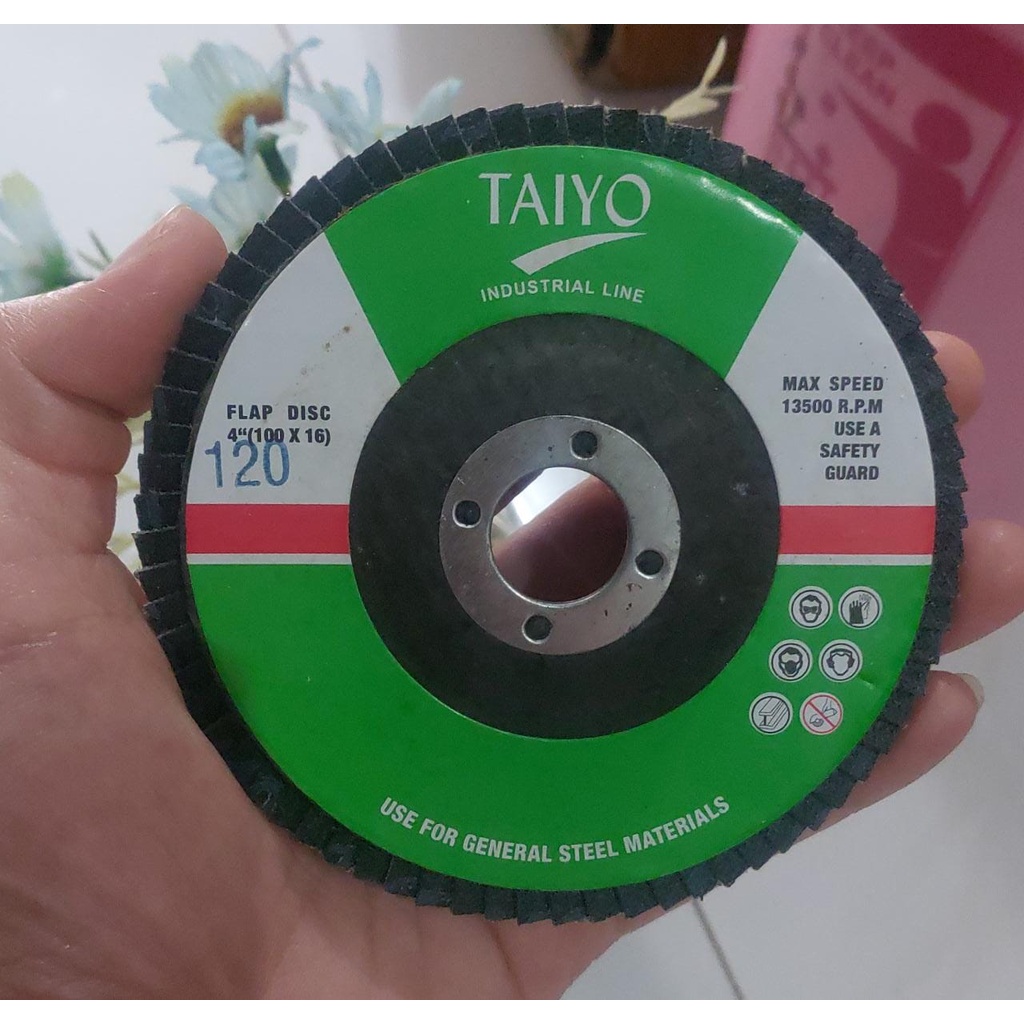 TAIYO
INDUSTRIAL LINE
FLAP DISC
4“(100 X 16)
120
MAX SPEED
13500 R.P.M
USE A
SAFETY
GUARD
USE FOR GENERAL STEEL MATERIALS